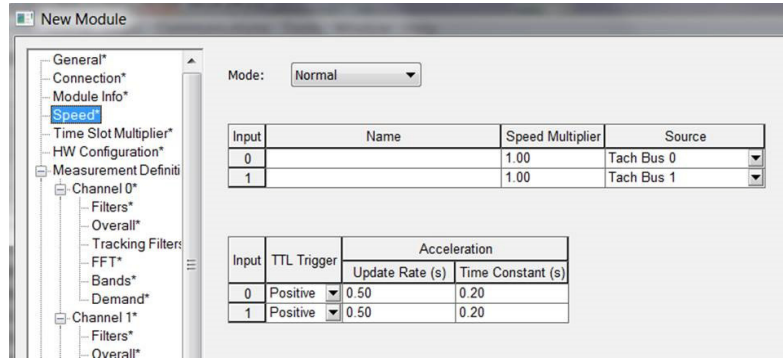 New Module
General*
Connection*
Module Info*
Speed*
Time Slot Multiplier*
HW Configuration*
Measurement Definiti
Channel 0*
Filters*
Overall*
Tracking Filters
FFT*
Bands*
Demand*
Channel 1*
Filters*
Overall*
Mode: Normal
Input Name Speed Multiplier Source
0 1.00 Tach Bus 0
1 1.00 Tach Bus 1
Input TTL Trigger Acceleration
Update Rate (s) Time Constant (s)
0 Positive 0.50 0.20
1 Positive 0.50 0.20